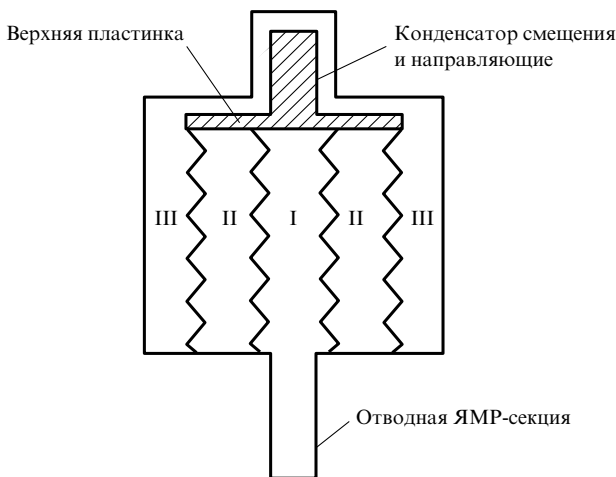 Верхняя пластинка
Конденсатор смещения
и направляющие
III
II
I
II
III
Отводная ЯМР-секция